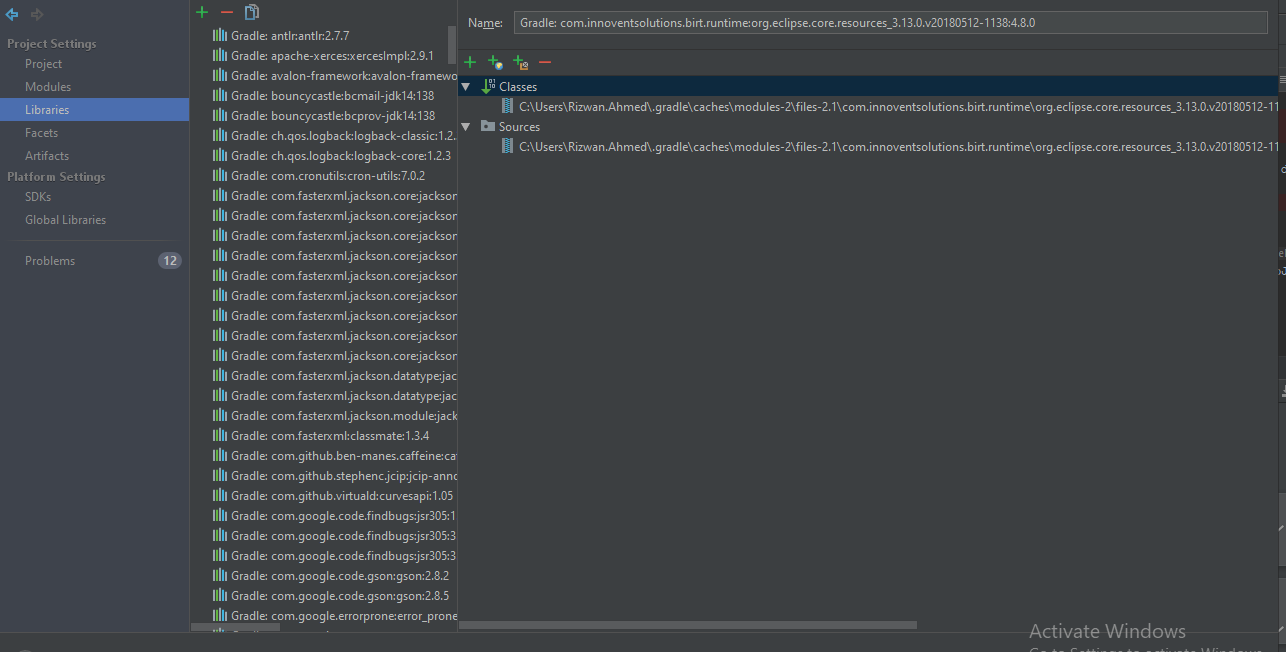 Project Settings
Project
Modules
Libraries
Facets
Artifacts
Platform Settings
SDKs
Global Libraries
Problems 12
Gradle: antlr:antlr:2.7.7
Gradle: apache-xerces:xercesImpl:2.9.1
Gradle: avalon-framework:avalon-framewo
Gradle: bouncycastle:bcmail-jdk14:138
Gradle: bouncycastle:bcprov-jdk14:138
Gradle: ch.qos.logback:logback-classic:1.2.
Gradle: ch.qos.logback:logback-core:1.2.3
Gradle: com.cronutils:cron-utils:7.0.2
Gradle: com.fasterxml.jackson.core:jackson
Gradle: com.fasterxml.jackson.core:jackson
Gradle: com.fasterxml.jackson.core:jackson
Gradle: com.fasterxml.jackson.core:jackson
Gradle: com.fasterxml.jackson.core:jackson
Gradle: com.fasterxml.jackson.core:jackson
Gradle: com.fasterxml.jackson.core:jackson
Gradle: com.fasterxml.jackson.core:jackson
Gradle: com.fasterxml.jackson.core:jackson
Gradle: com.fasterxml.jackson.datatype:jac
Gradle: com.fasterxml.jackson.datatype:jac
Gradle: com.fasterxml.jackson.module:jack
Gradle: com.fasterxml:classmate:1.3.4
Gradle: com.github.ben-manes.caffeine:caf
Gradle: com.github.stephenc.jcip:jcip-anno
Gradle: com.github.virtuald:curvesapi:1.05
Gradle: com.google.code.findbugs:jsr305:1
Gradle: com.google.code.findbugs:jsr305:3
Gradle: com.google.code.findbugs:jsr305:3
Gradle: com.google.code.gson:gson:2.8.2
Gradle: com.google.code.gson:gson:2.8.5
Gradle: com.google.errorprone:error_prone
Name: Gradle: com.innoventsolutions.birt.runtime:org.eclipse.core.resources_3.13.0.v20180512-1138:4.8.0
Classes
C:\Users\Rizwan.Ahmed\.gradle\caches\modules-2\files-2.1\com.innoventsolutions.birt.runtime\org.eclipse.core.resources_3.13.0.v20180512-11
Sources
C:\Users\Rizwan.Ahmed\.gradle\caches\modules-2\files-2.1\com.innoventsolutions.birt.runtime\org.eclipse.core.resources_3.13.0.v20180512-11
Activate Windows
Go to Settings to activate Windows.